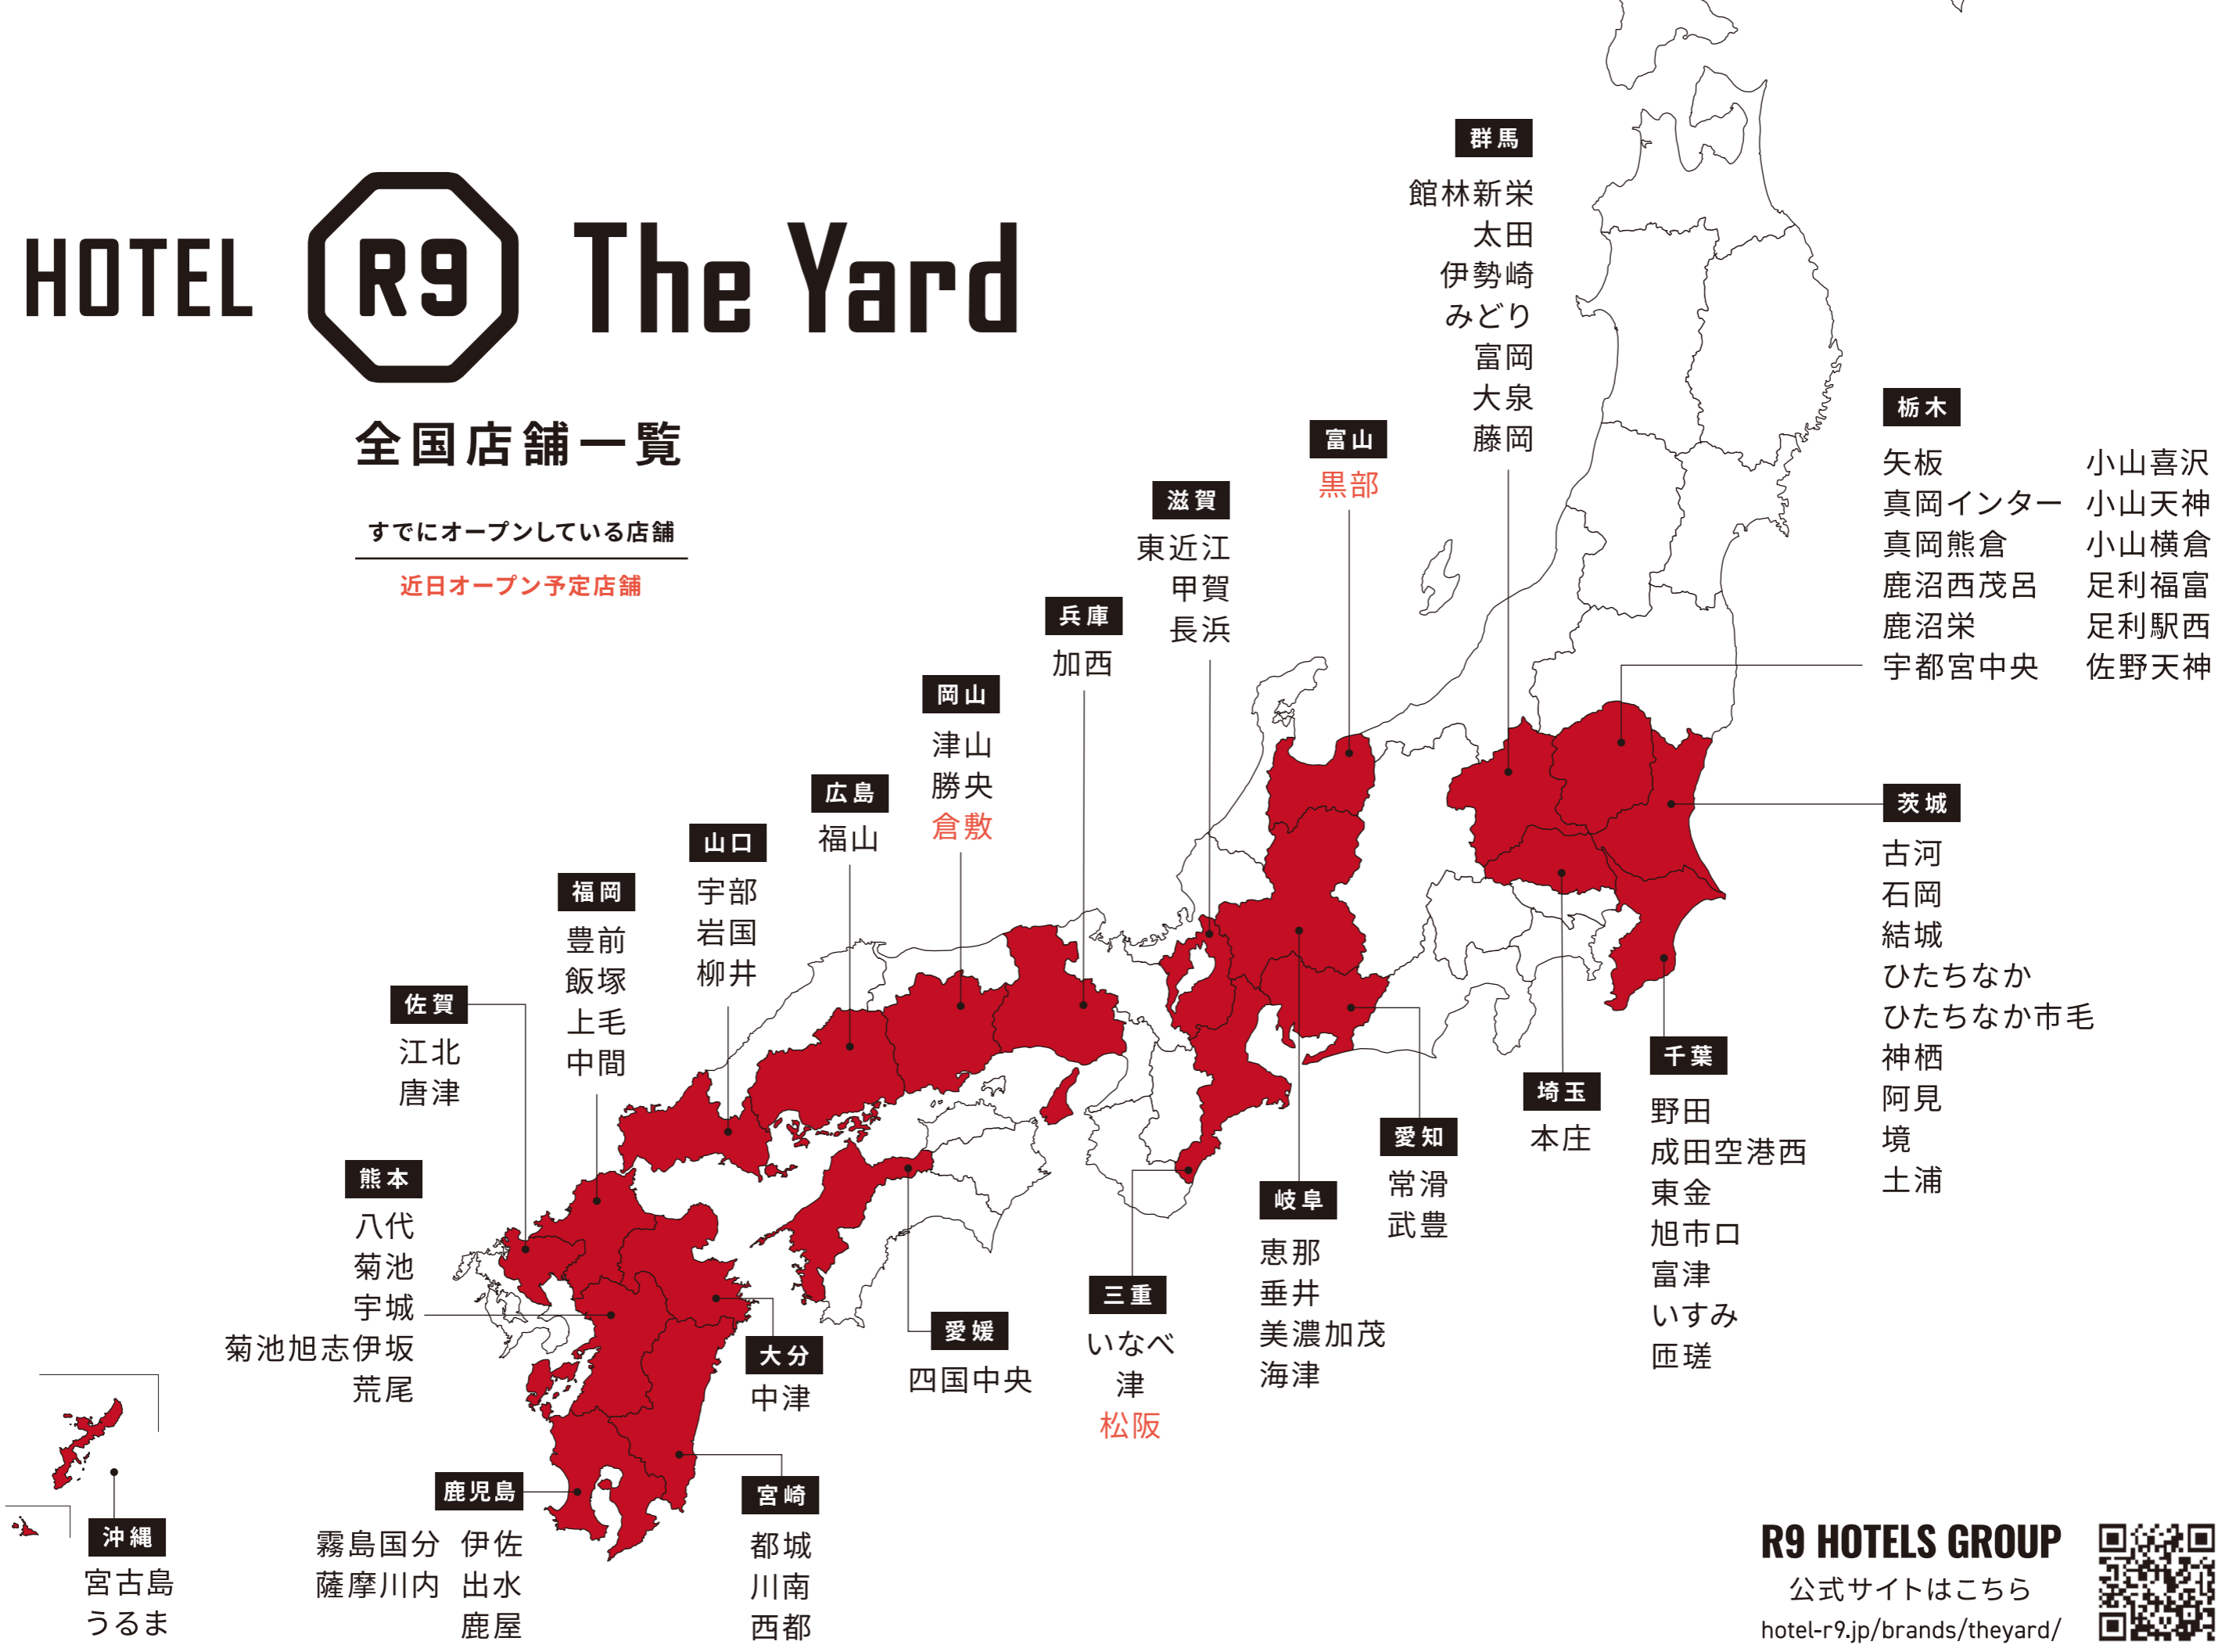 HOTEL R9 The Yard
全国店舗一覧
すでにオープンしている店舗
近日オープン予定店舗
群馬
館林新栄
太田
伊勢崎
みどり
富岡
大泉
藤岡
栃木
矢板
真岡インター
真岡熊倉
鹿沼西茂呂
鹿沼栄
宇都宮中央
小山喜沢
小山天神
小山横倉
足利福富
足利駅西
佐野天神
富山
黒部
滋賀
東近江
甲賀
長浜
兵庫
加西
岡山
津山
勝央
倉敷
広島
福山
山口
宇部
岩国
柳井
福岡
豊前
飯塚
上毛
中間
佐賀
江北
唐津
熊本
八代
菊池
宇城
菊池旭志伊坂
荒尾
茨城
古河
石岡
結城
ひたちなか
ひたちなか市毛
神栖
阿見
境
土浦
千葉
野田
成田空港西
東金
旭市口
富津
いすみ
匝瑳
埼玉
本庄
愛知
常滑
武豊
岐阜
恵那
垂井
美濃加茂
海津
三重
いなべ
津
松阪
愛媛
四国中央
大分
中津
宮崎
都城
川南
西都
鹿児島
霧島国分
薩摩川内
伊佐
出水
鹿屋
沖縄
宮古島
うるま
R9 HOTELS GROUP
公式サイトはこちら
hotel-r9.jp/brands/theyard/